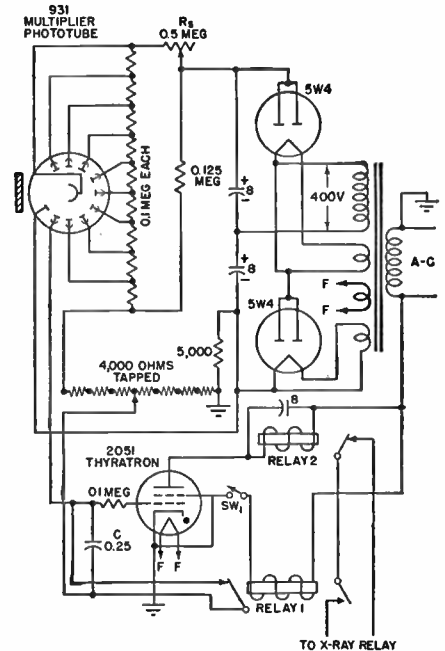 931
MULTIPLIER
PHOTOTUBE
Rs
0.5 MEG
5W4
0.1 MEG EACH
0.125
MEG
+
8
-
400V
A-C
+
8
-
F
F
5W4
5,000
4,000 OHMS
TAPPED
8
RELAY 2
2051
THYRATRON
01 MEG
SW1
C
0.25
F F
RELAY 1
TO X-RAY RELAY